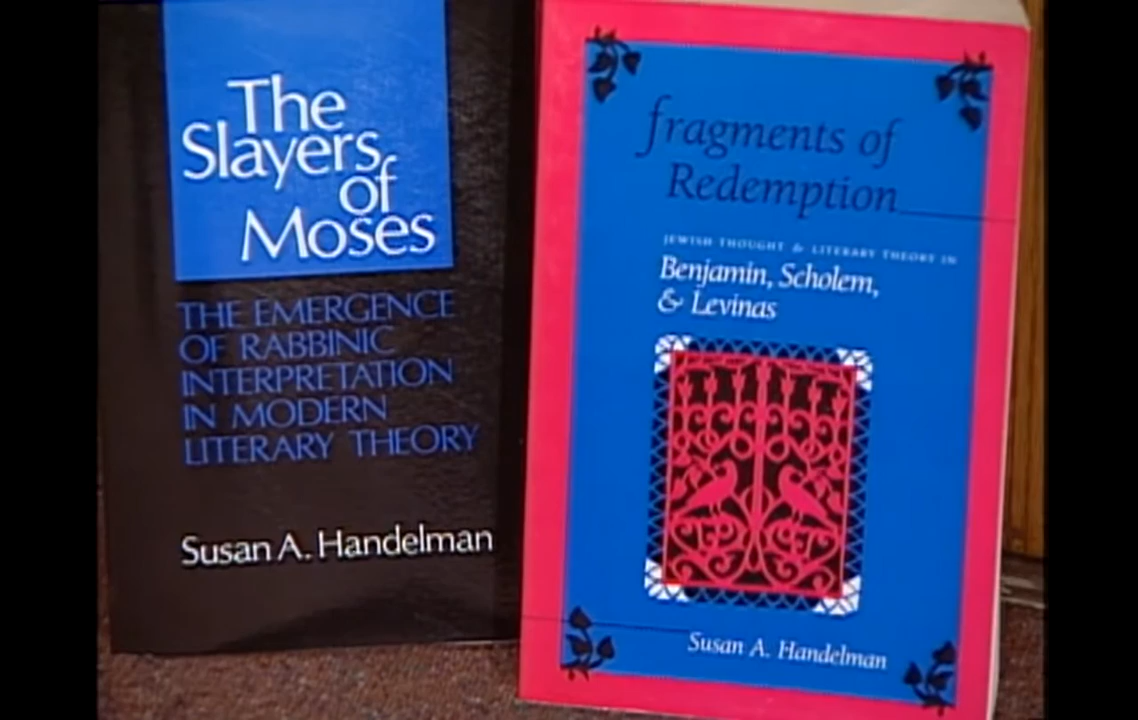 The
Slayers
of
Moses
THE EMERGENCE
OF RABBINIC
INTERPRETATION
IN MODERN
LITERARY THEORY
Susan A. Handelman
fragments of
Redemption
JEWISH THOUGHT & LITERARY THEORY IN
Benjamin, Scholem,
& Levinas
Susan A. Handelman